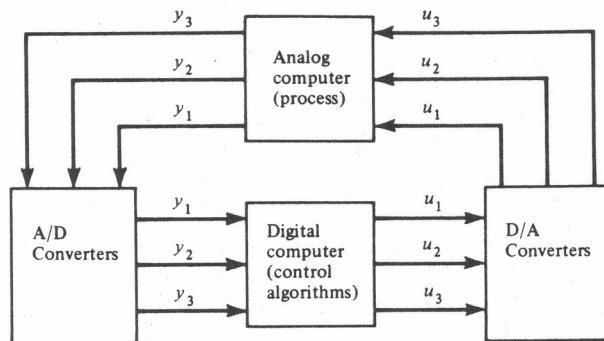 y3
u3
Analog
computer
(process)
y2
u2
y1
u1
A/D
Converters
y1
y2
y3
Digital
computer
(control
algorithms)
u1
u2
u3
D/A
Converters